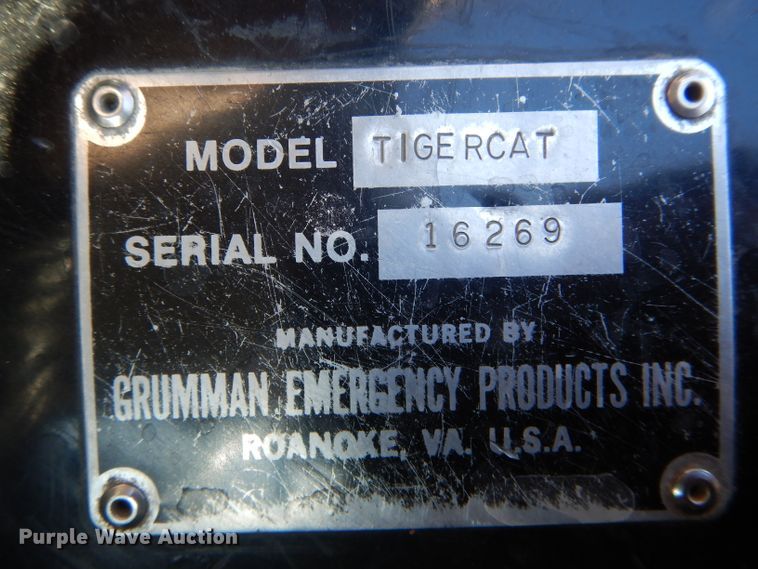 MODEL TIGERCAT
SERIAL NO. 16269
MANUFACTURED BY
GRUMMAN EMERGENCY PRODUCTS INC.
ROANOKE, VA. U.S.A.
Purple Wave Auction